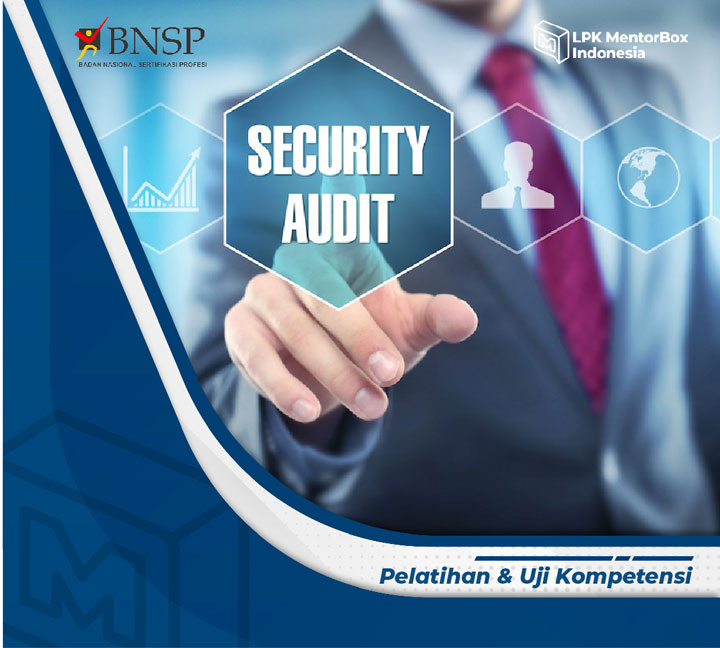 BNSP
BADAN NASIONAL SERTIFIKASI PROFESI
LPK MentorBox
Indonesia
SECURITY
AUDIT
Pelatihan & Uji Kompetensi